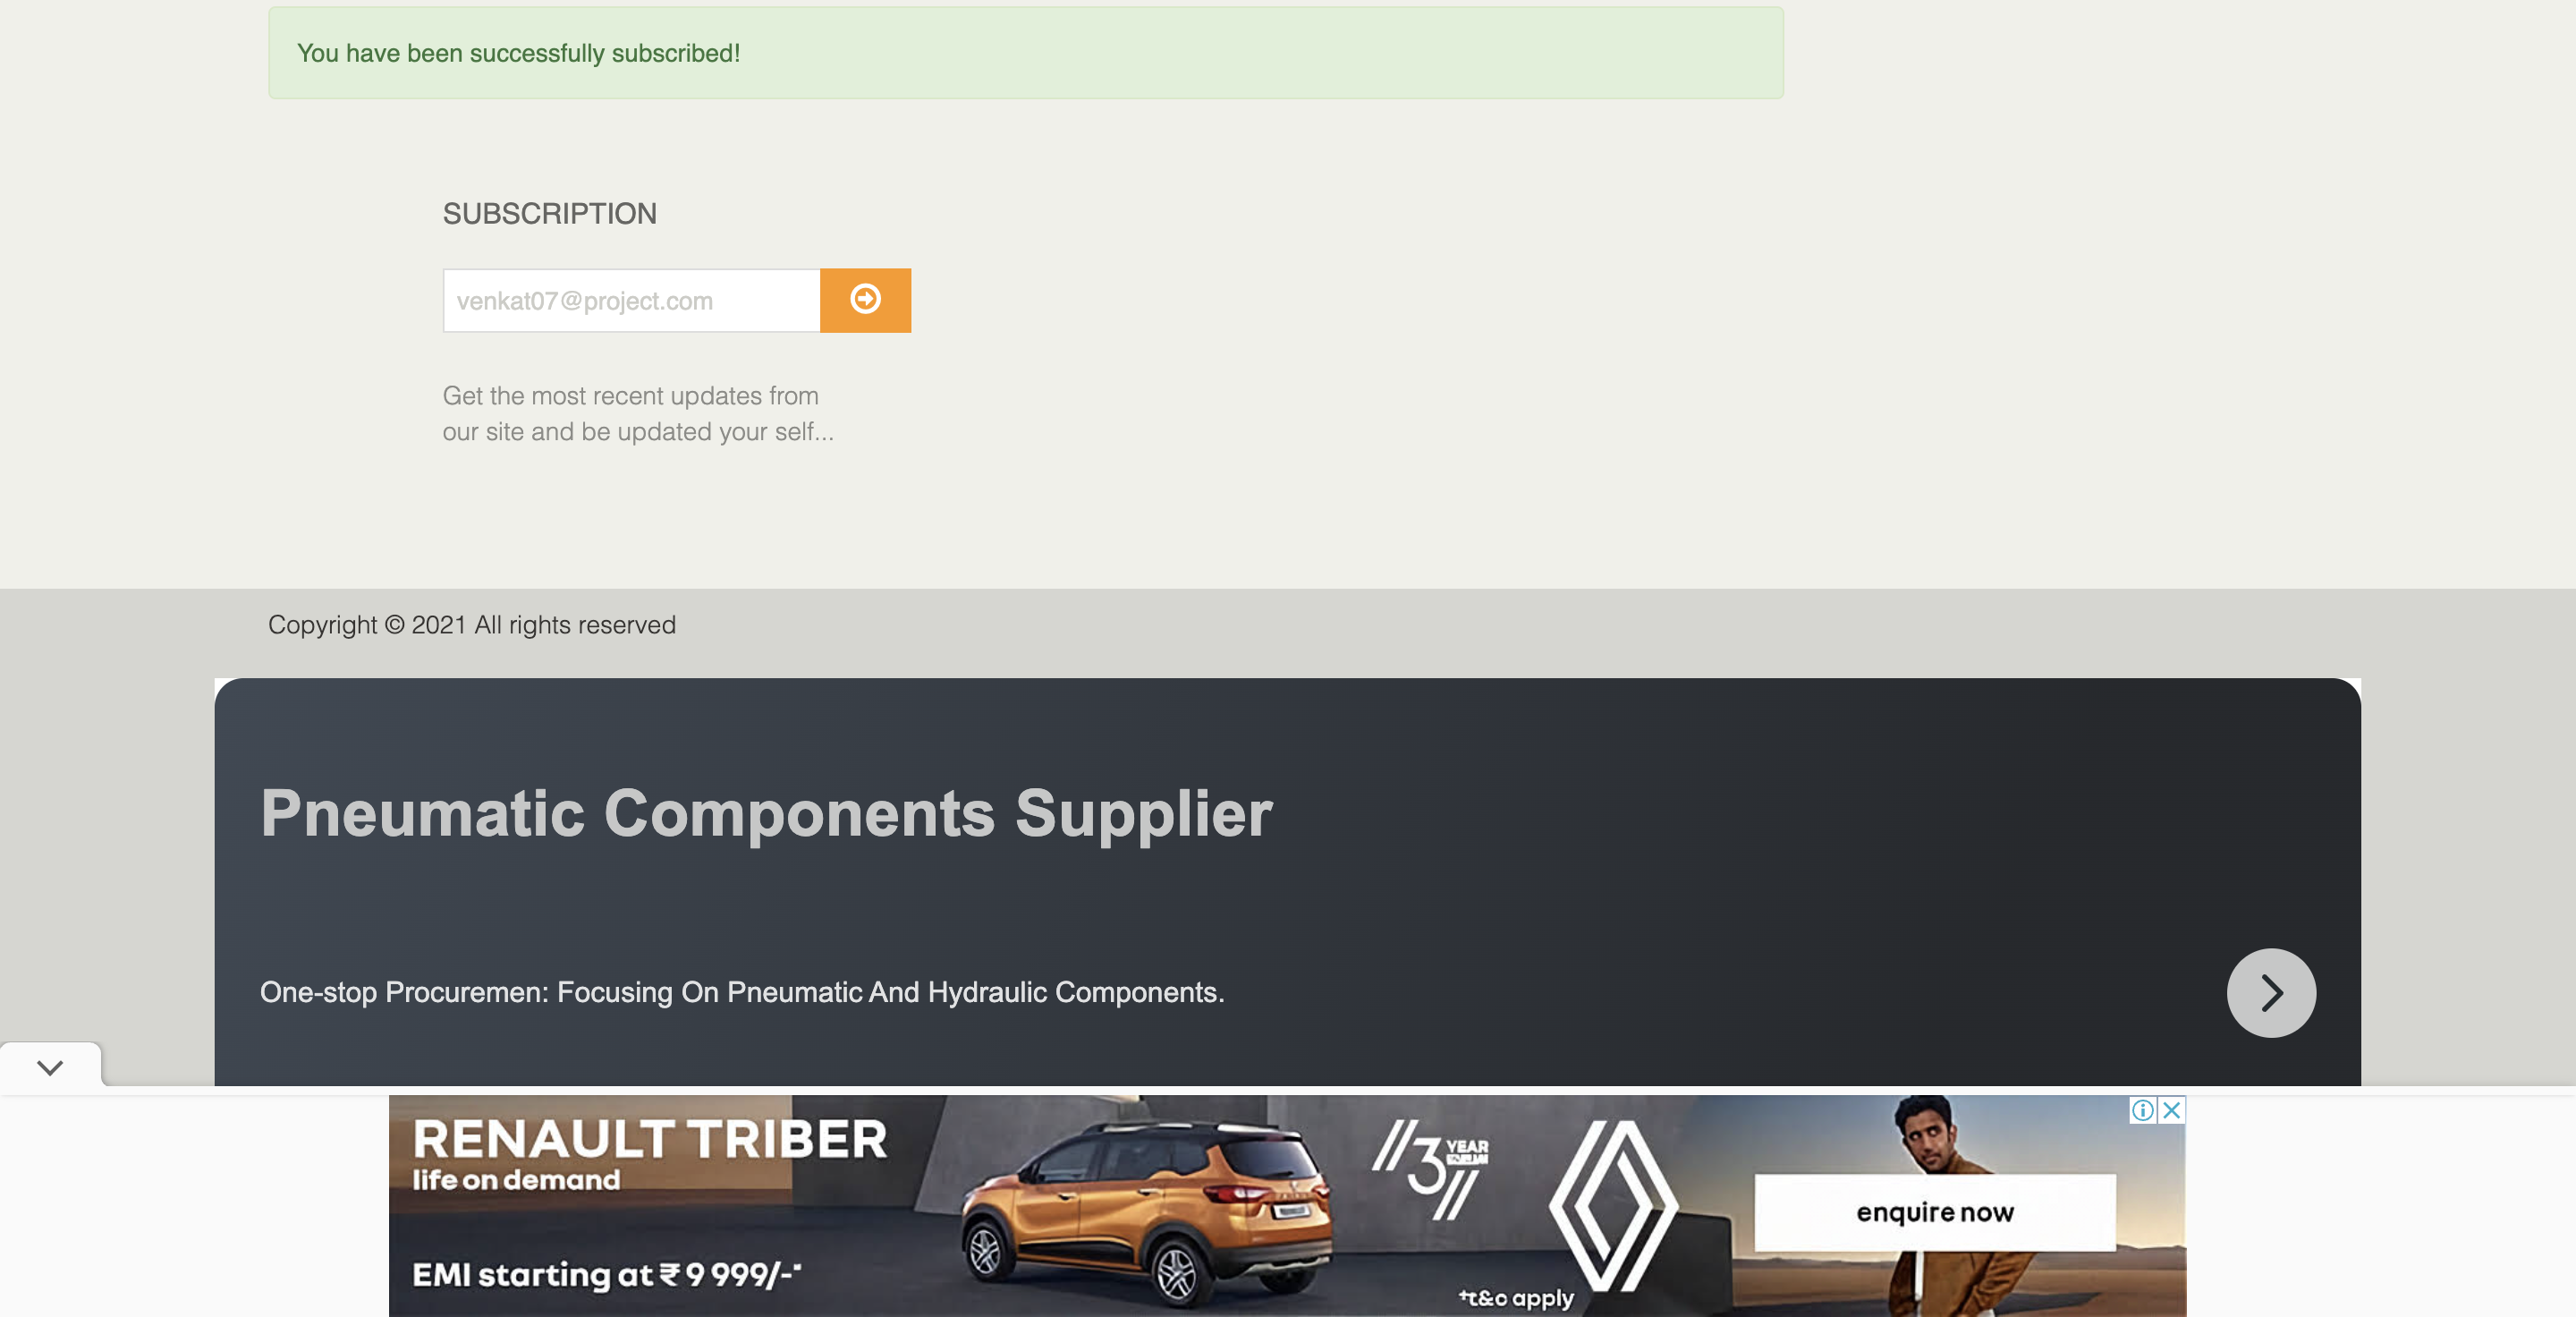 You have been successfully subscribed!
SUBSCRIPTION
venkat07@project.com
Get the most recent updates from
our site and be updated your self...
Copyright © 2021 All rights reserved
Pneumatic Components Supplier
One-stop Procuremen: Focusing On Pneumatic And Hydraulic Components.
RENAULT TRIBER
life on demand
EMI starting at ₹ 9 999/-*
3 YEAR
*t&c apply
enquire now